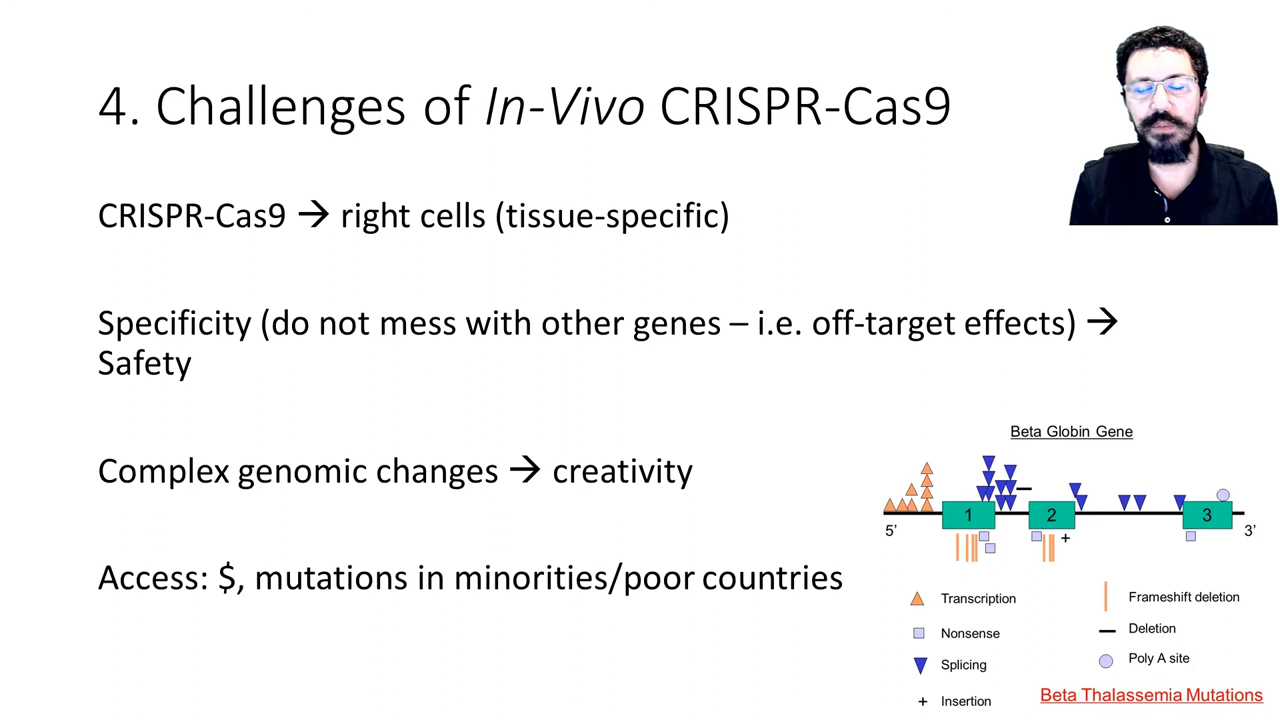 4. Challenges of In-Vivo CRISPR-Cas9
CRISPR-Cas9 → right cells (tissue-specific)
Specificity (do not mess with other genes – i.e. off-target effects) →
Safety
Complex genomic changes → creativity
Access: $, mutations in minorities/poor countries
Beta Globin Gene
1 2 3
5’ + 3’
Transcription
Frameshift deletion
Nonsense
Deletion
Splicing
Poly A site
+ Insertion
Beta Thalassemia Mutations